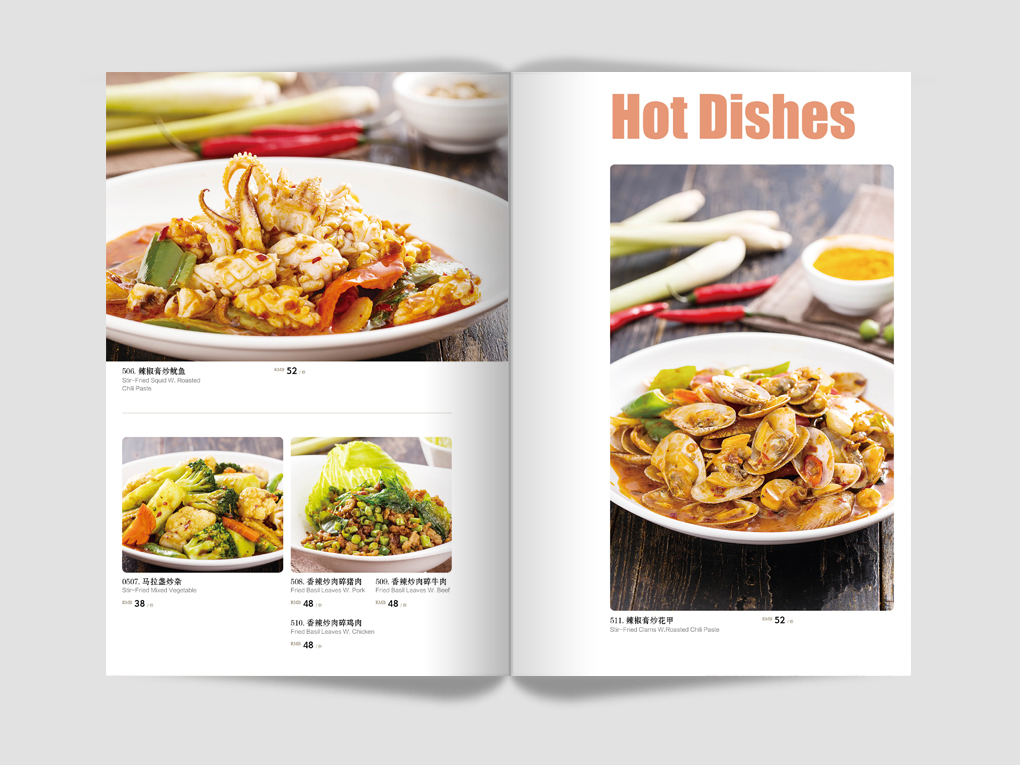 506. 辣椒膏炒鱿鱼
Stir-Fried Squid W. Roasted
Chili Paste
RMB 52 /份
0507. 马拉盏炒杂
Stir-Fried Mixed Vegetable
RMB 38 /份
508. 香辣炒肉碎猪肉
Fried Basil Leaves W. Pork
RMB 48 /份
509. 香辣炒肉碎牛肉
Fried Basil Leaves W. Beef
RMB 48 /份
510. 香辣炒肉碎鸡肉
Fried Basil Leaves W. Chicken
RMB 48 /份
Hot Dishes
511. 辣椒膏炒花甲
Stir-Fried Clams W.Roasted Chili Paste
RMB 52 /份